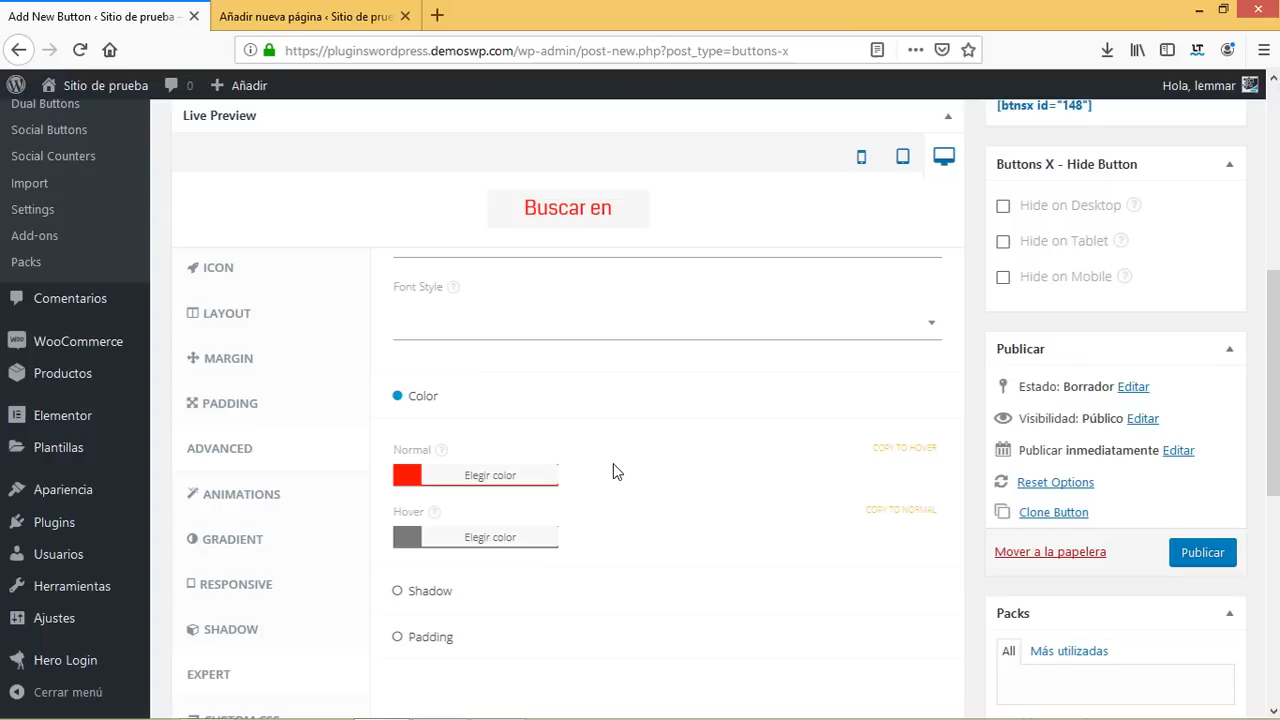 Add New Button ‹ Sitio de prueba –
Añadir nueva página ‹ Sitio de prue
https://pluginswordpress.demoswp.com/wp-admin/post-new.php?post_type=buttons-x
Sitio de prueba
0
Añadir
Hola, lemmar
Dual Buttons
Social Buttons
Social Counters
Import
Settings
Add-ons
Packs
Comentarios
WooCommerce
Productos
Elementor
Plantillas
Apariencia
Plugins
Usuarios
Herramientas
Ajustes
Hero Login
Cerrar menú
Live Preview
Buscar en
ICON
LAYOUT
MARGIN
PADDING
ADVANCED
ANIMATIONS
GRADIENT
RESPONSIVE
SHADOW
EXPERT
Font Style
Color
Normal
COPY TO HOVER
Elegir color
Hover
COPY TO NORMAL
Elegir color
Shadow
Padding
[btnsx id="148"]
Buttons X - Hide Button
Hide on Desktop
Hide on Tablet
Hide on Mobile
Publicar
Estado: Borrador Editar
Visibilidad: Público Editar
Publicar inmediatamente Editar
Reset Options
Clone Button
Mover a la papelera
Publicar
Packs
All
Más utilizadas